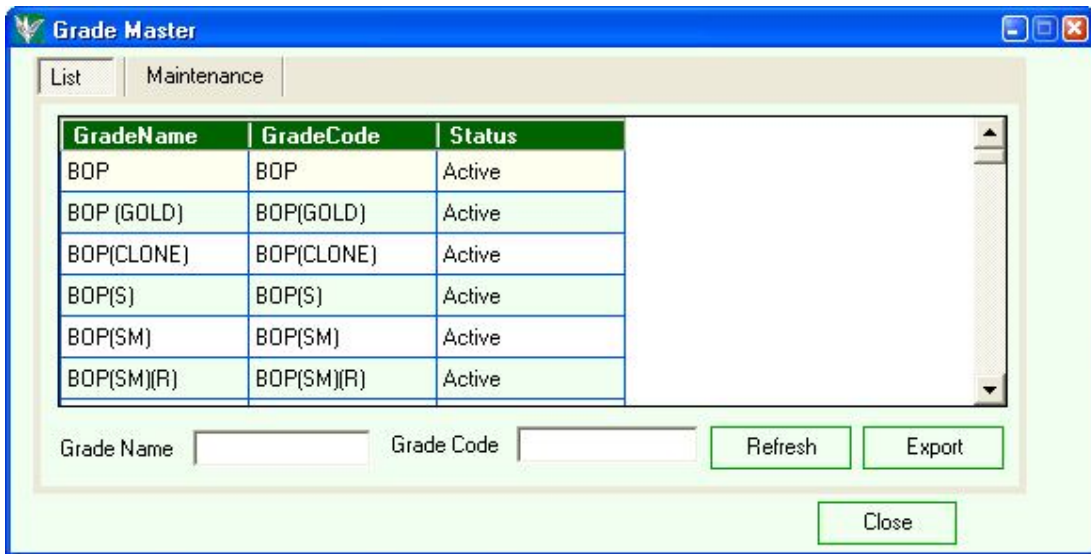 Grade Master
List Maintenance
GradeName GradeCode Status
BOP BOP Active
BOP (GOLD) BOP(GOLD) Active
BOP(CLONE) BOP(CLONE) Active
BOP(S) BOP(S) Active
BOP(SM) BOP(SM) Active
BOP(SM)(R) BOP(SM)(R) Active
Grade Name Grade Code Refresh Export
Close